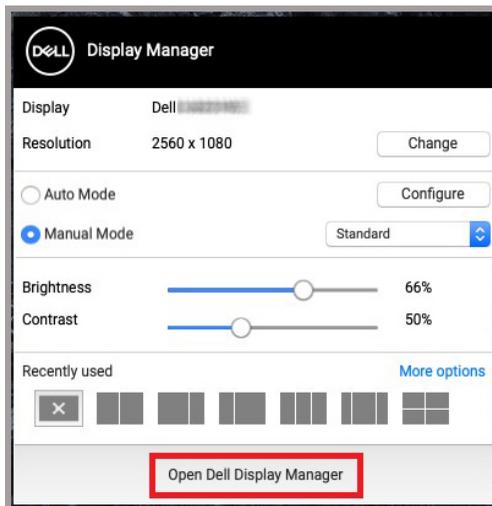 DELL Display Manager
Display Dell
Resolution 2560 x 1080 Change
Auto Mode Configure
Manual Mode Standard
Brightness 66%
Contrast 50%
Recently used More options
Open Dell Display Manager